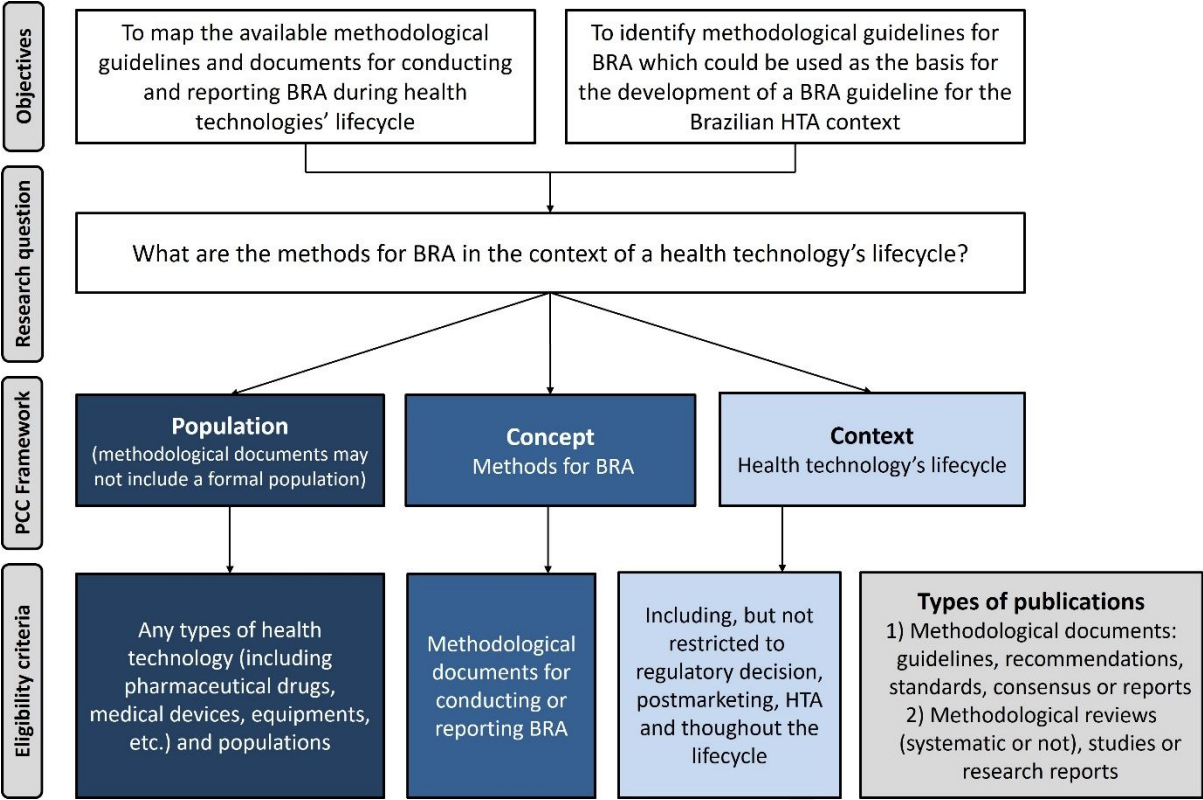 Objectives
To map the available methodological
guidelines and documents for conducting
and reporting BRA during health
technologies’ lifecycle
To identify methodological guidelines for
BRA which could be used as the basis for
the development of a BRA guideline for the
Brazilian HTA context
Research question
What are the methods for BRA in the context of a health technology’s lifecycle?
PCC Framework
Population
(methodological documents may
not include a formal population)
Concept
Methods for BRA
Context
Health technology’s lifecycle
Eligibility criteria
Any types of health
technology (including
pharmaceutical drugs,
medical devices, equipments,
etc.) and populations
Methodological
documents for
conducting or
reporting BRA
Including, but not
restricted to
regulatory decision,
postmarketing, HTA
and thoughout the
lifecycle
Types of publications
1) Methodological documents:
guidelines, recommendations,
standards, consensus or reports
2) Methodological reviews
(systematic or not), studies or
research reports